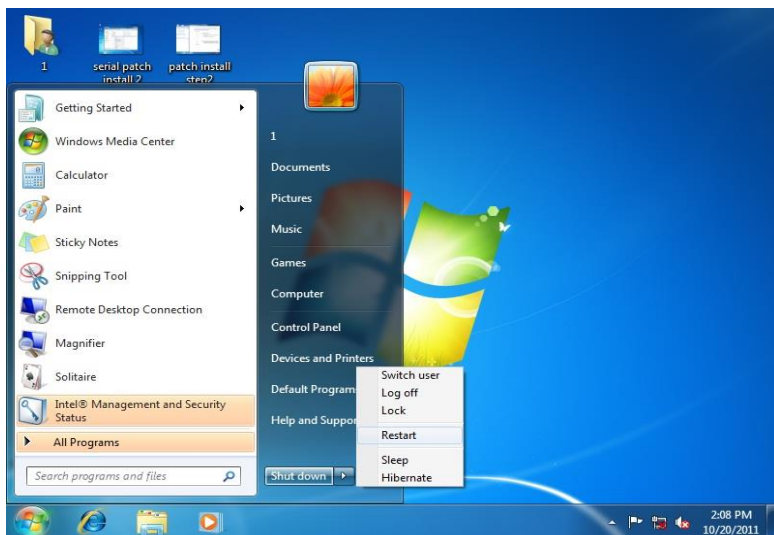 1
serial patch
install 2
patch install
step2
Getting Started
Windows Media Center
Calculator
Paint
Sticky Notes
Snipping Tool
Remote Desktop Connection
Magnifier
Solitaire
Intel® Management and Security
Status
All Programs
Search programs and files
1
Documents
Pictures
Music
Games
Computer
Control Panel
Devices and Printers
Default Program
Help and Suppor
Shut down
Switch user
Log off
Lock
Restart
Sleep
Hibernate
2:08 PM
10/20/2011